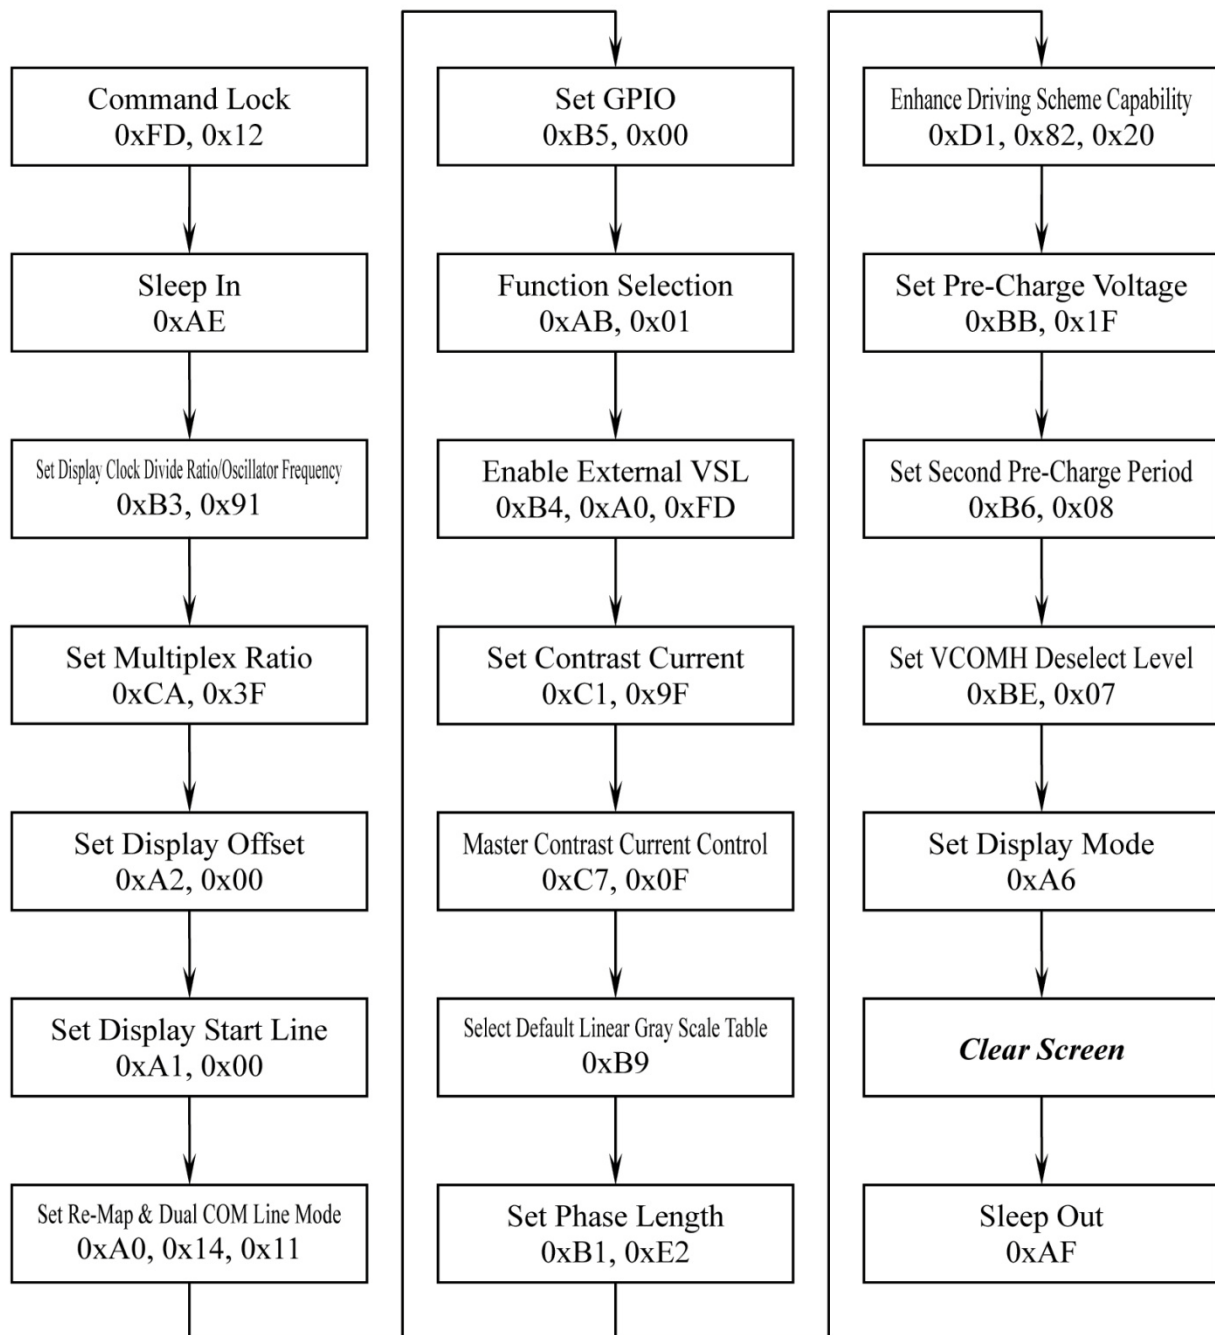 Command Lock
0xFD, 0x12
Sleep In
0xAE
Set Display Clock Divide Ratio/Oscillator Frequency
0xB3, 0x91
Set Multiplex Ratio
0xCA, 0x3F
Set Display Offset
0xA2, 0x00
Set Display Start Line
0xA1, 0x00
Set Re-Map & Dual COM Line Mode
0xA0, 0x14, 0x11
Set GPIO
0xB5, 0x00
Function Selection
0xAB, 0x01
Enable External VSL
0xB4, 0xA0, 0xFD
Set Contrast Current
0xC1, 0x9F
Master Contrast Current Control
0xC7, 0x0F
Select Default Linear Gray Scale Table
0xB9
Set Phase Length
0xB1, 0xE2
Enhance Driving Scheme Capability
0xD1, 0x82, 0x20
Set Pre-Charge Voltage
0xBB, 0x1F
Set Second Pre-Charge Period
0xB6, 0x08
Set VCOMH Deselect Level
0xBE, 0x07
Set Display Mode
0xA6
Clear Screen
Sleep Out
0xAF